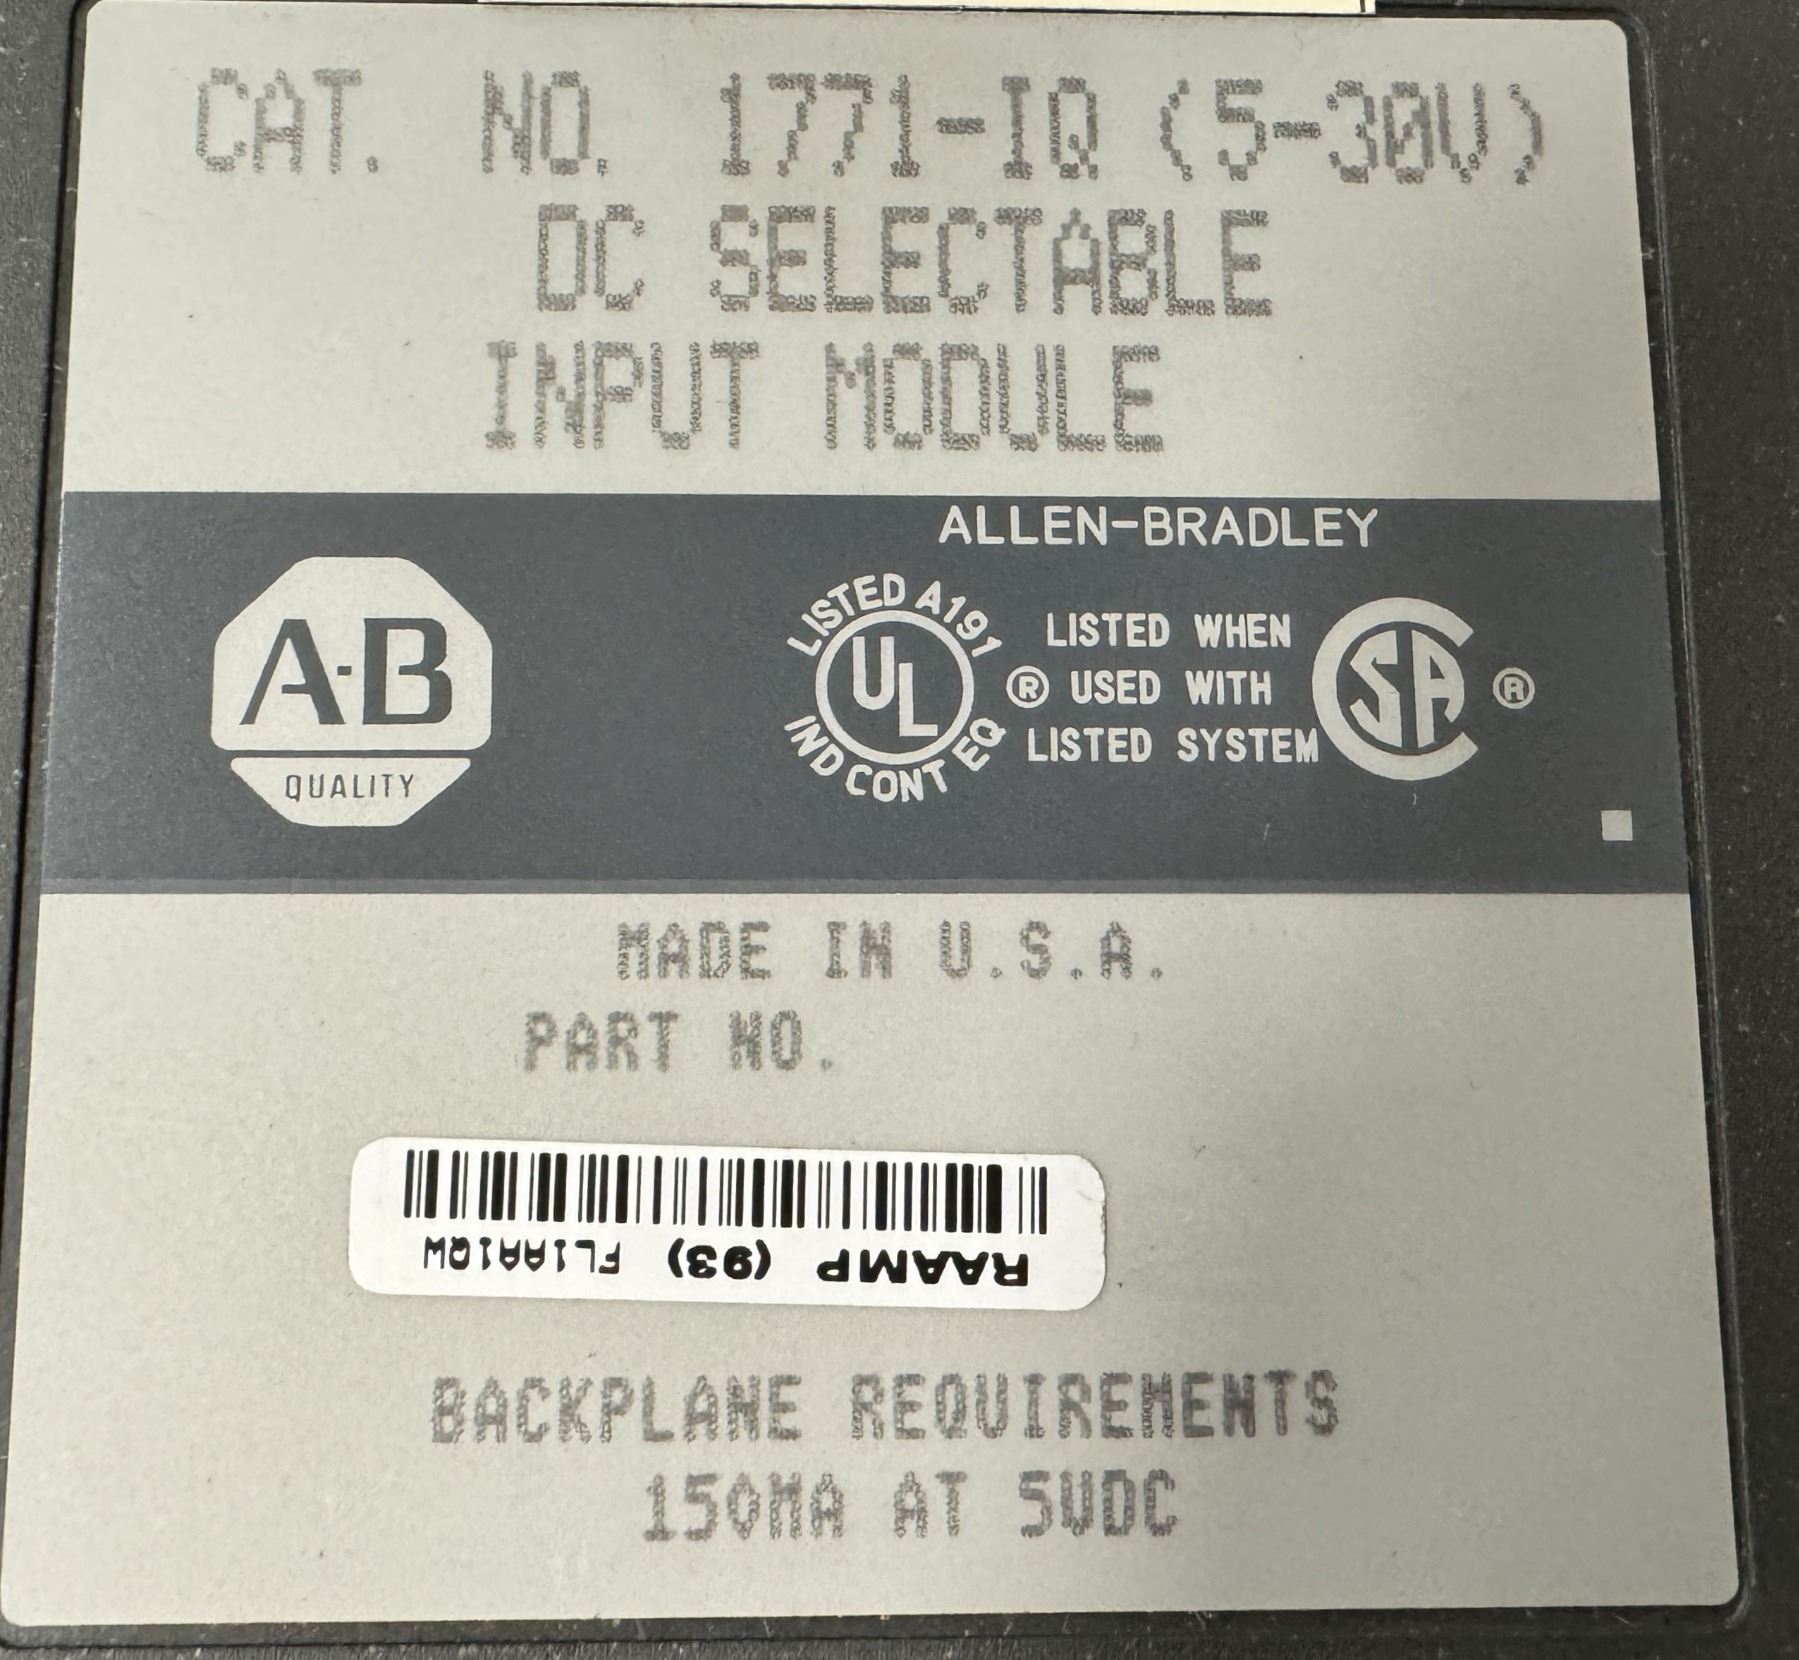 CAT. NO. 1771-IQ (5-30V)
DC SELECTABLE
INPUT MODULE
ALLEN-BRADLEY
A-B
QUALITY
LISTED A191
UL
IND CONT EQ
®
LISTED WHEN
USED WITH
LISTED SYSTEM
SA
®
MADE IN U.S.A.
PART NO.
RAAMP (93) FL1AA1QW
BACKPLANE REQUIREMENTS
150MA AT 5VDC